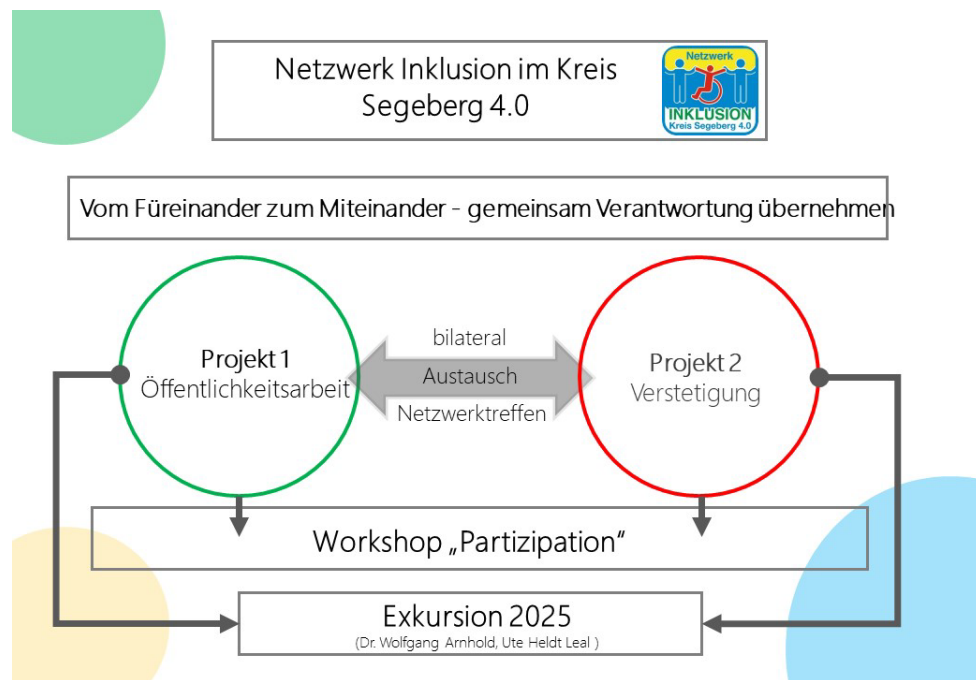 Netzwerk Inklusion im Kreis
Segeberg 4.0
Netzwerk
INKLUSION
Kreis Segeberg 4.0
Vom Füreinander zum Miteinander - gemeinsam Verantwortung übernehmen
Projekt 1
Öffentlichkeitsarbeit
bilateral
Austausch
Netzwerktreffen
Projekt 2
Verstetigung
Workshop „Partizipation“
Exkursion 2025
(Dr. Wolfgang Arnhold, Ute Heldt Leal )